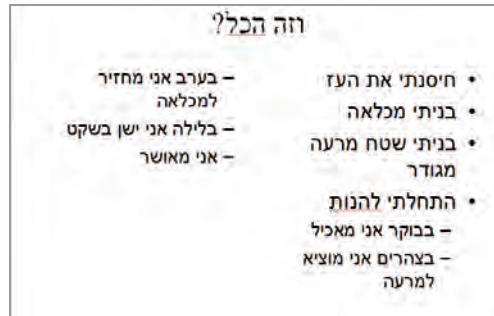 וזה הכל?
• חיסנתי את העז
• בניתי מכלאה
• בניתי שטח מרעה
מגודר
• התחלתי להנות
– בבוקר אני מאכיל
– בצהרים אני מוציא
למרעה
– בערב אני מחזיר
למכלאה
– בלילה אני ישן בשקט
– אני מאושר